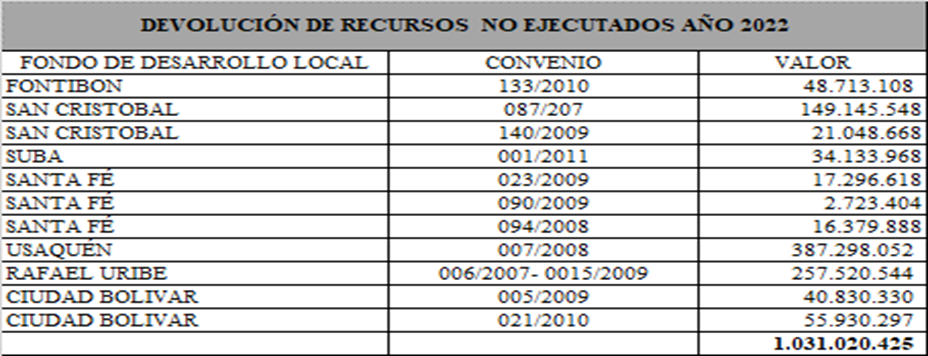 DEVOLUCIÓN DE RECURSOS NO EJECUTADOS AÑO 2022
FONDO DE DESARROLLO LOCAL CONVENIO VALOR
FONTIBON 133/2010 48.713.108
SAN CRISTOBAL 087/207 149.145.548
SAN CRISTOBAL 140/2009 21.048.668
SUBA 001/2011 34.133.968
SANTA FÉ 023/2009 17.296.618
SANTA FÉ 090/2009 2.723.404
SANTA FÉ 094/2008 16.379.888
USAQUÉN 007/2008 387.298.052
RAFAEL URIBE 006/2007- 0015/2009 257.520.544
CIUDAD BOLIVAR 005/2009 40.830.330
CIUDAD BOLIVAR 021/2010 55.930.297
1.031.020.425